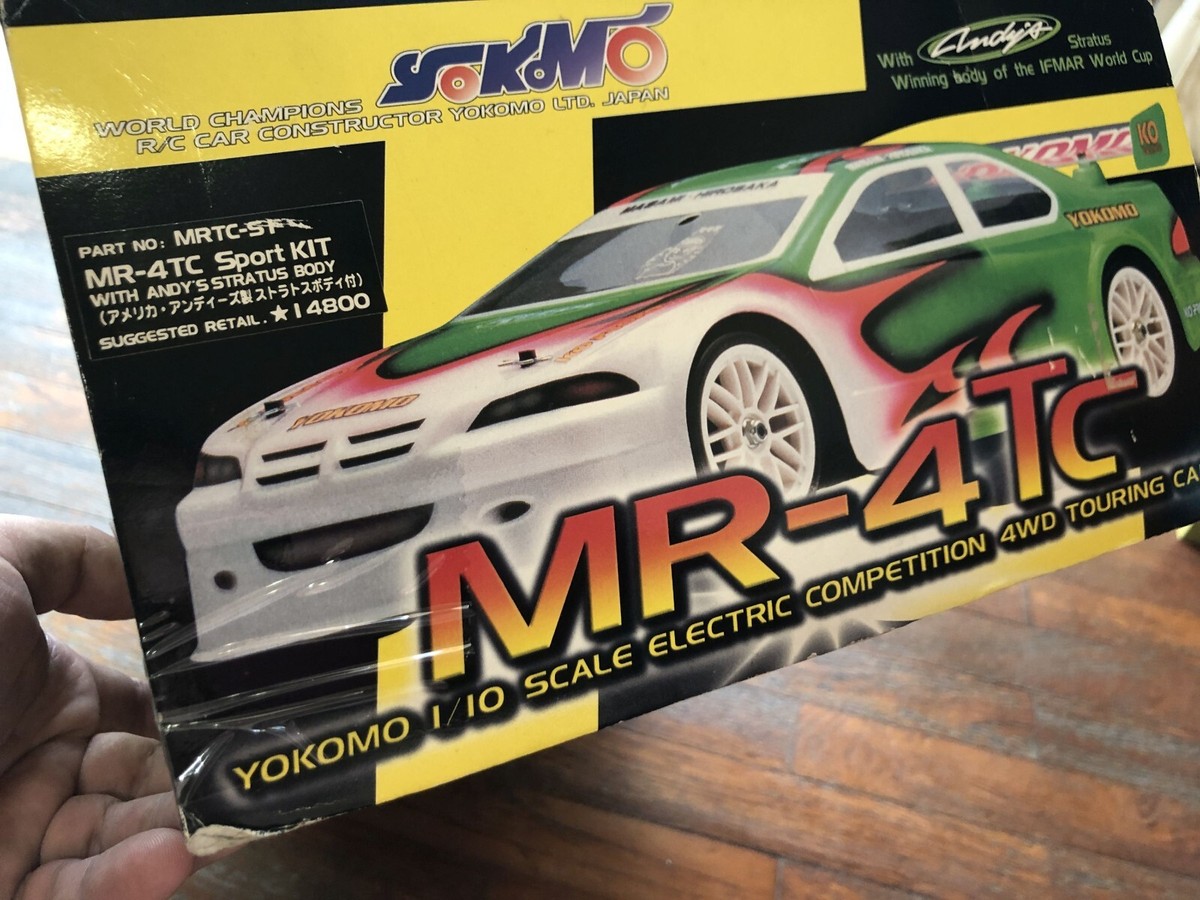 YOKOMO
WORLD CHAMPIONS
R/C CAR CONSTRUCTOR YOKOMO LTD. JAPAN
With Andy's Stratus
Winning body of the IFMAR World Cup
PART NO: MRTC-S
MR-4TC Sport KIT
WITH ANDY'S STRATUS BODY
(アメリカ・アンディーズ製ストラトスボディ付)
SUGGESTED RETAIL. ★14800
MASAMI HIROSAKA
KO
YOKOMO
YOKOMO
MR-4TC
YOKOMO 1/10 SCALE ELECTRIC COMPETITION 4WD TOURING CA